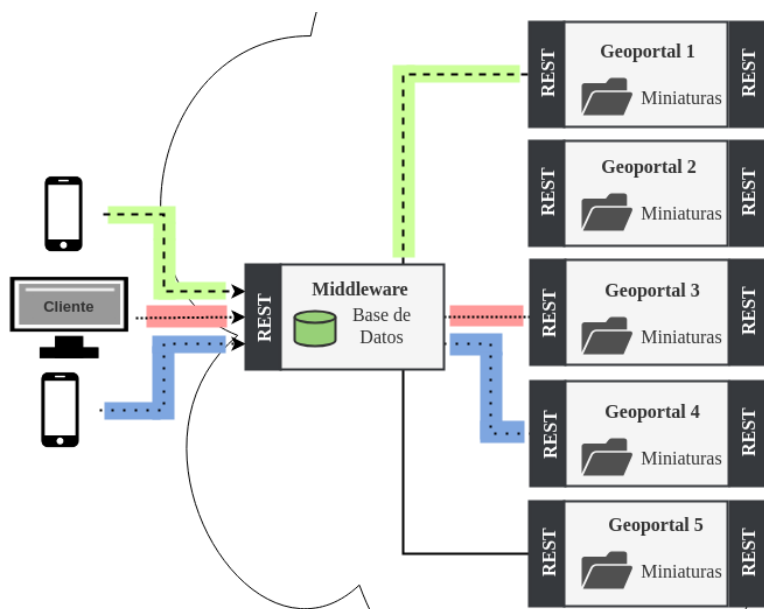 REST
Geoportal 1
Miniaturas
REST
REST
Geoportal 2
Miniaturas
REST
Cliente
REST
Middleware
Base de
Datos
REST
Geoportal 3
Miniaturas
REST
REST
Geoportal 4
Miniaturas
REST
REST
Geoportal 5
Miniaturas
REST